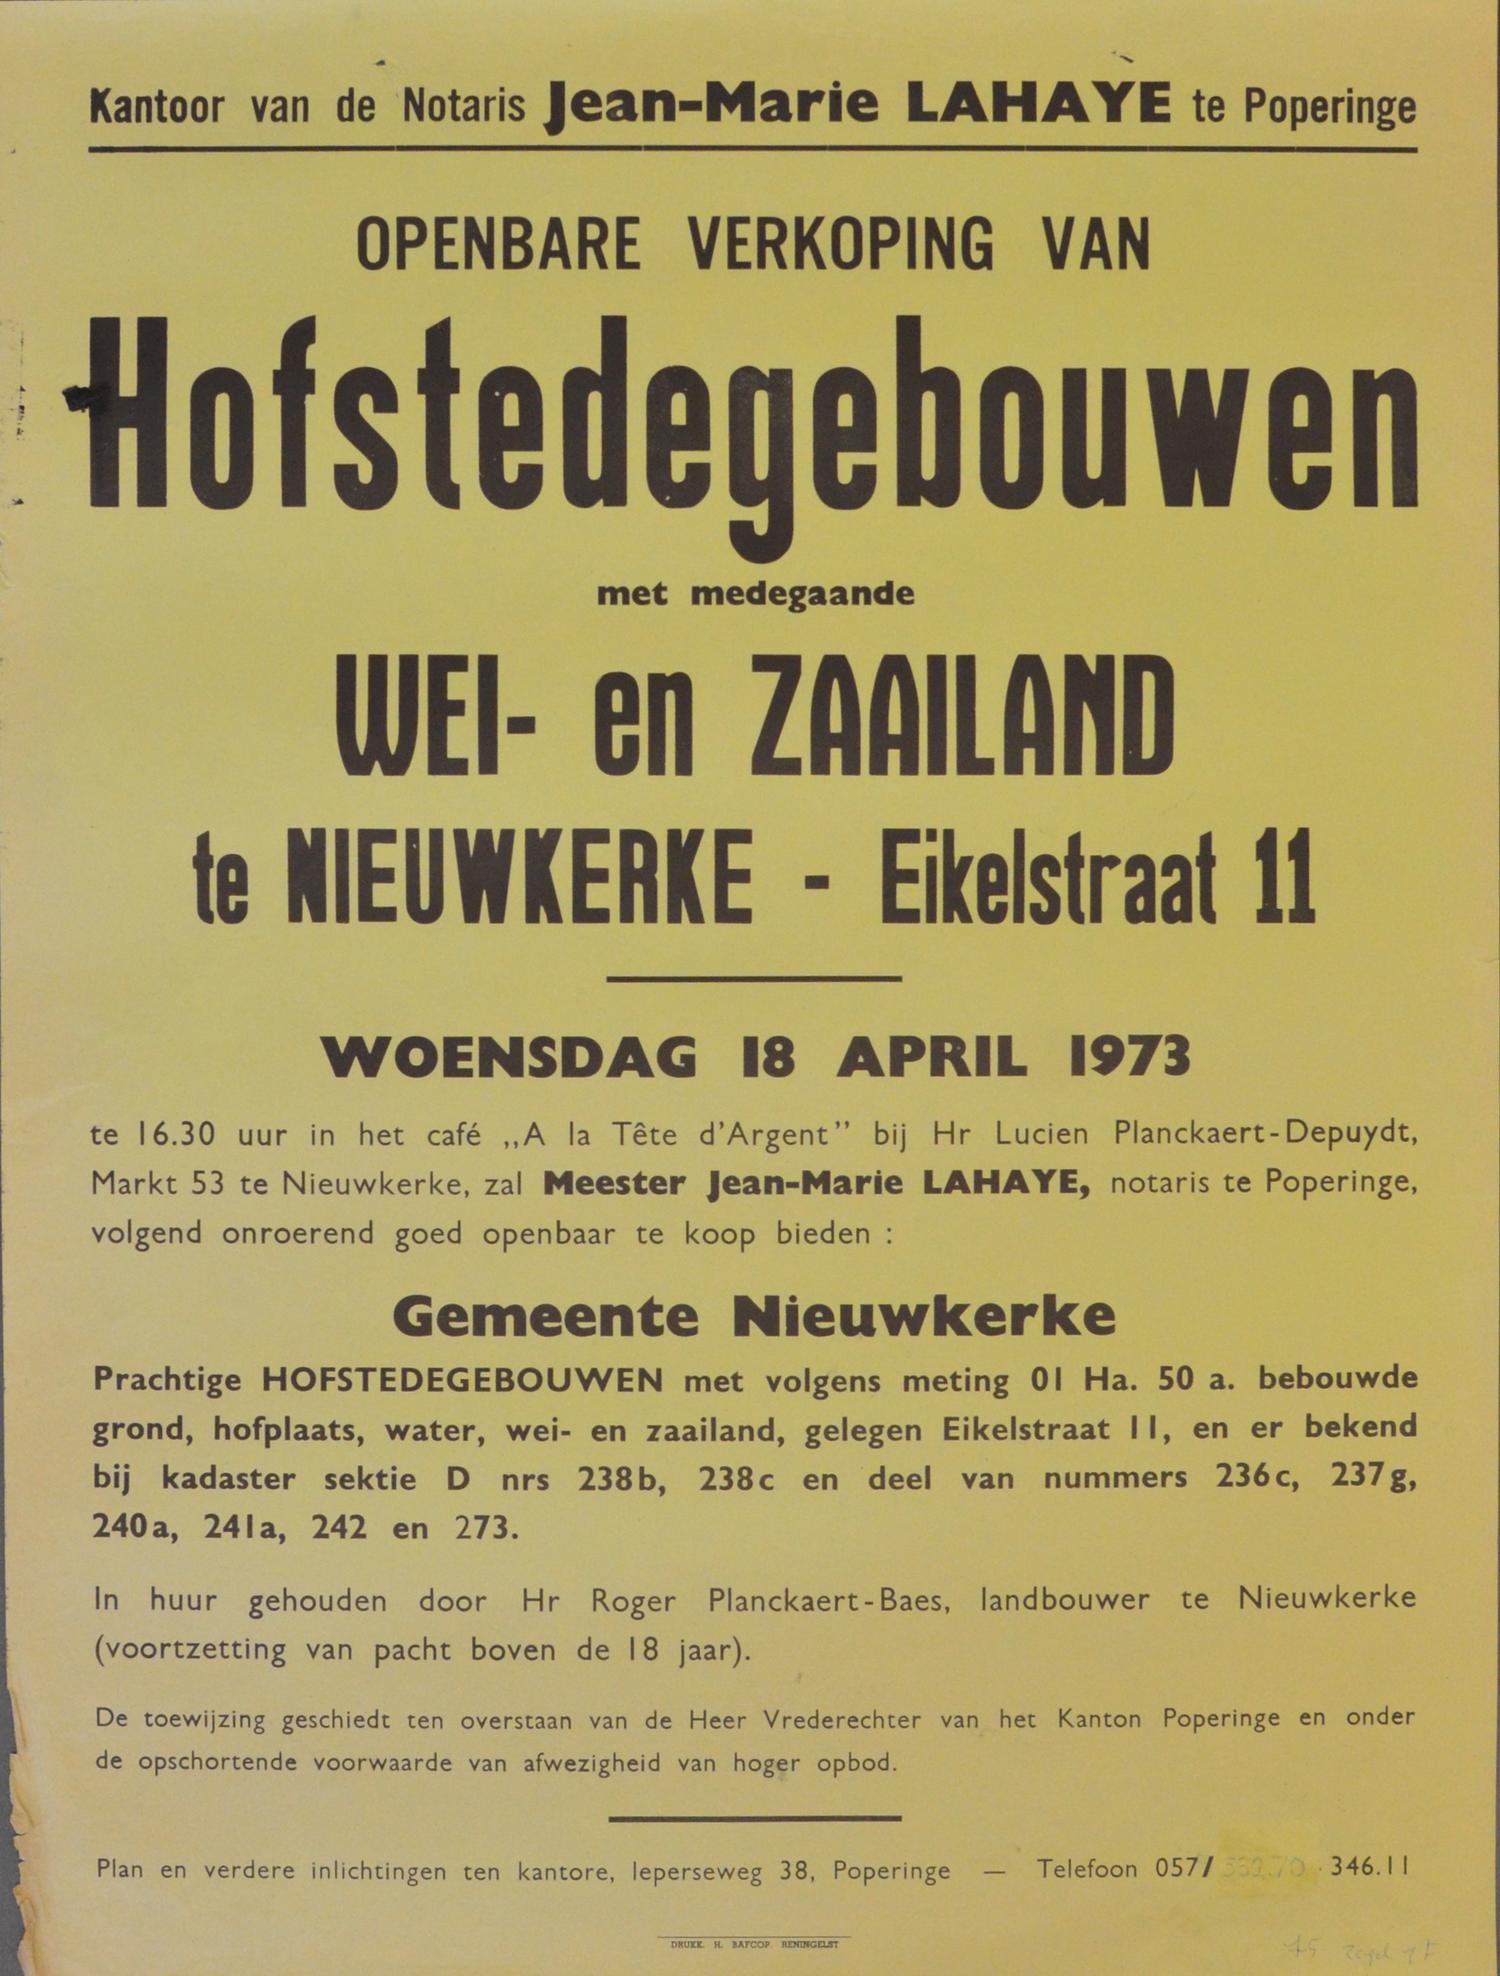 Kantoor van de Notaris Jean-Marie LAHAYE te Poperinge
OPENBARE VERKOPING VAN
Hofstedegebouwen
met medegaande
WEI- en ZAAILAND
te NIEUWKERKE - Eikelstraat 11
WOENSDAG 18 APRIL 1973
te 16.30 uur in het café „A la Tête d'Argent” bij Hr Lucien Planckaert-Depuydt,
Markt 53 te Nieuwkerke, zal Meester Jean-Marie LAHAYE, notaris te Poperinge,
volgend onroerend goed openbaar te koop bieden :
Gemeente Nieuwkerke
Prachtige HOFSTEDEGEBOUWEN met volgens meting 01 Ha. 50 a. bebouwde
grond, hofplaats, water, wei- en zaailand, gelegen Eikelstraat 11, en er bekend
bij kadaster sektie D nrs 238b, 238c en deel van nummers 236c, 237g,
240a, 241a, 242 en 273.
In huur gehouden door Hr Roger Planckaert-Baes, landbouwer te Nieuwkerke
(voortzetting van pacht boven de 18 jaar).
De toewijzing geschiedt ten overstaan van de Heer Vrederechter van het Kanton Poperinge en onder
de opschortende voorwaarde van afwezigheid van hoger opbod.
Plan en verdere inlichtingen ten kantore, Ieperseweg 38, Poperinge — Telefoon 057/ 346.11
DRUKK. H. BAFCOP. RENINGELST